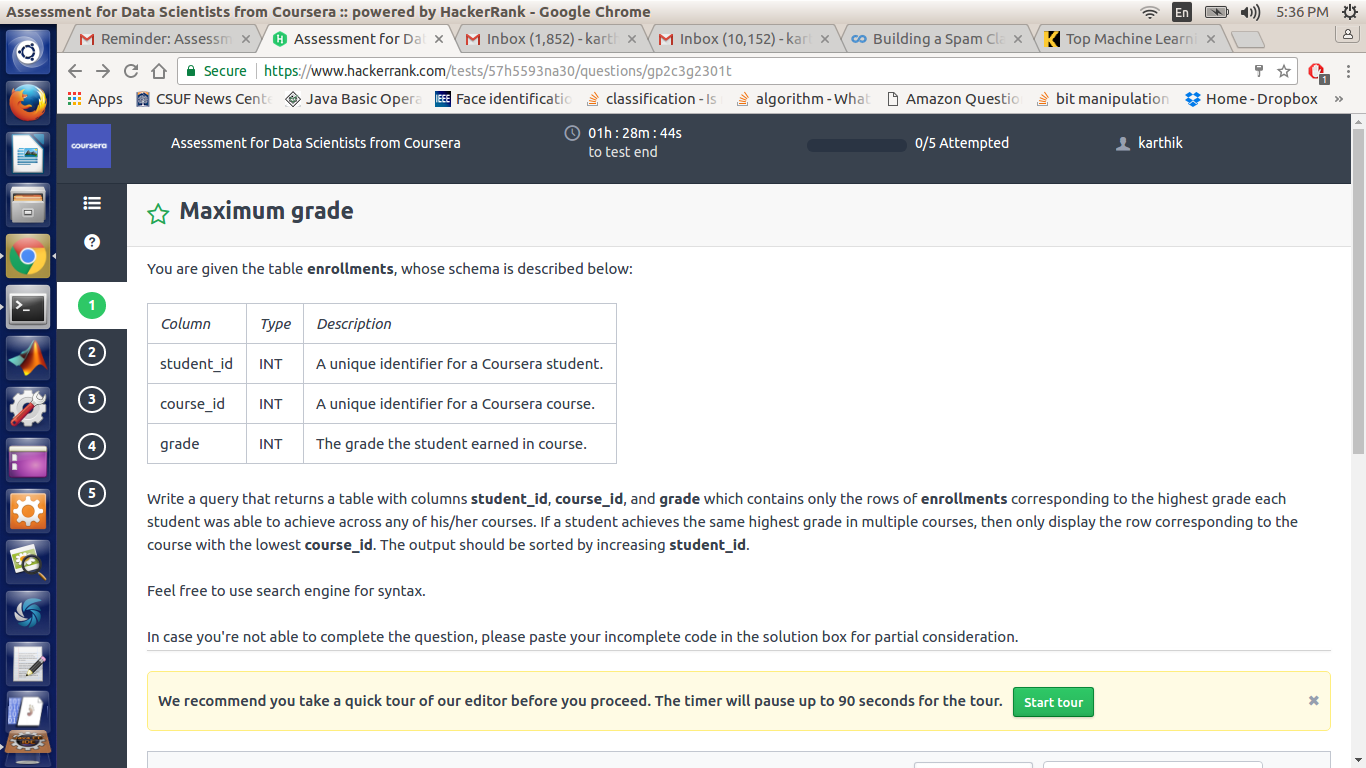 Assessment for Data Scientists from Coursera :: powered by HackerRank - Google Chrome
En
5:36 PM
Reminder: Assessm
Assessment for Dat
Inbox (1,852) - karth
Inbox (10,152) - kart
Building a Spam Cla
Top Machine Learni
Secure
https://www.hackerrank.com/tests/57h5593na30/questions/gp2c3g2301t
1
Apps
CSUF News Cente
Java Basic Opera
IEEE
Face identificatio
classification - Is
algorithm - What
Amazon Questio
bit manipulation
Home - Dropbox
»
coursera
Assessment for Data Scientists from Coursera
01h : 28m : 44s
to test end
0/5 Attempted
karthik
?
1
2
3
4
5
Maximum grade
You are given the table enrollments, whose schema is described below:
Column Type Description
student_id INT A unique identifier for a Coursera student.
course_id INT A unique identifier for a Coursera course.
grade INT The grade the student earned in course.
Write a query that returns a table with columns student_id, course_id, and grade which contains only the rows of enrollments corresponding to the highest grade each
student was able to achieve across any of his/her courses. If a student achieves the same highest grade in multiple courses, then only display the row corresponding to the
course with the lowest course_id. The output should be sorted by increasing student_id.
Feel free to use search engine for syntax.
In case you're not able to complete the question, please paste your incomplete code in the solution box for partial consideration.
We recommend you take a quick tour of our editor before you proceed. The timer will pause up to 90 seconds for the tour.
Start tour